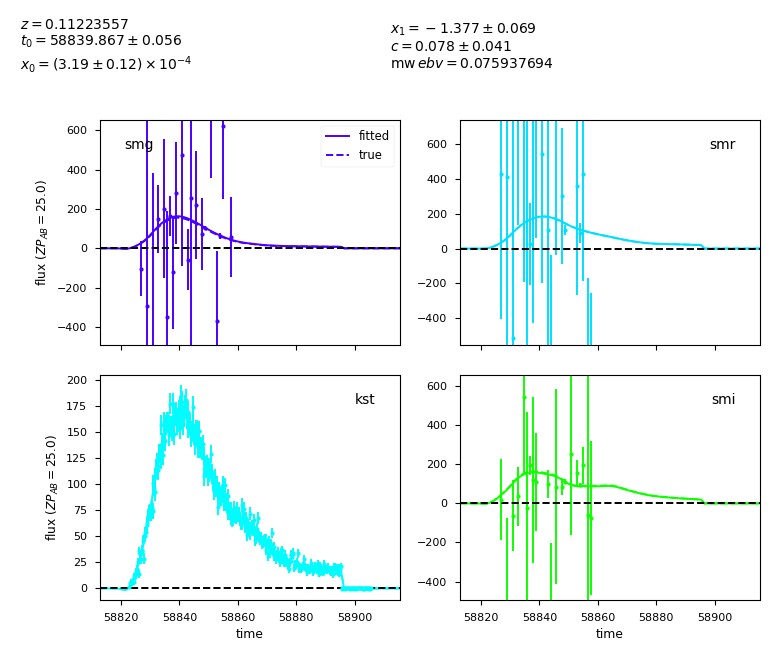 z = 0.11223557
t₀ = 58839.867 ± 0.056
x₀ = (3.19 ± 0.12) × 10⁻⁴
x₁ = −1.377 ± 0.069
c = 0.078 ± 0.041
mw ebv = 0.075937694
smg
fitted
true
600
400
200
0
−200
−400
flux (ZP_AB = 25.0)
smr
600
400
200
0
−200
−400
kst
200
175
150
125
100
75
50
25
0
flux (ZP_AB = 25.0)
58820 58840 58860 58880 58900
time
smi
600
400
200
0
−200
−400
58820 58840 58860 58880 58900
time